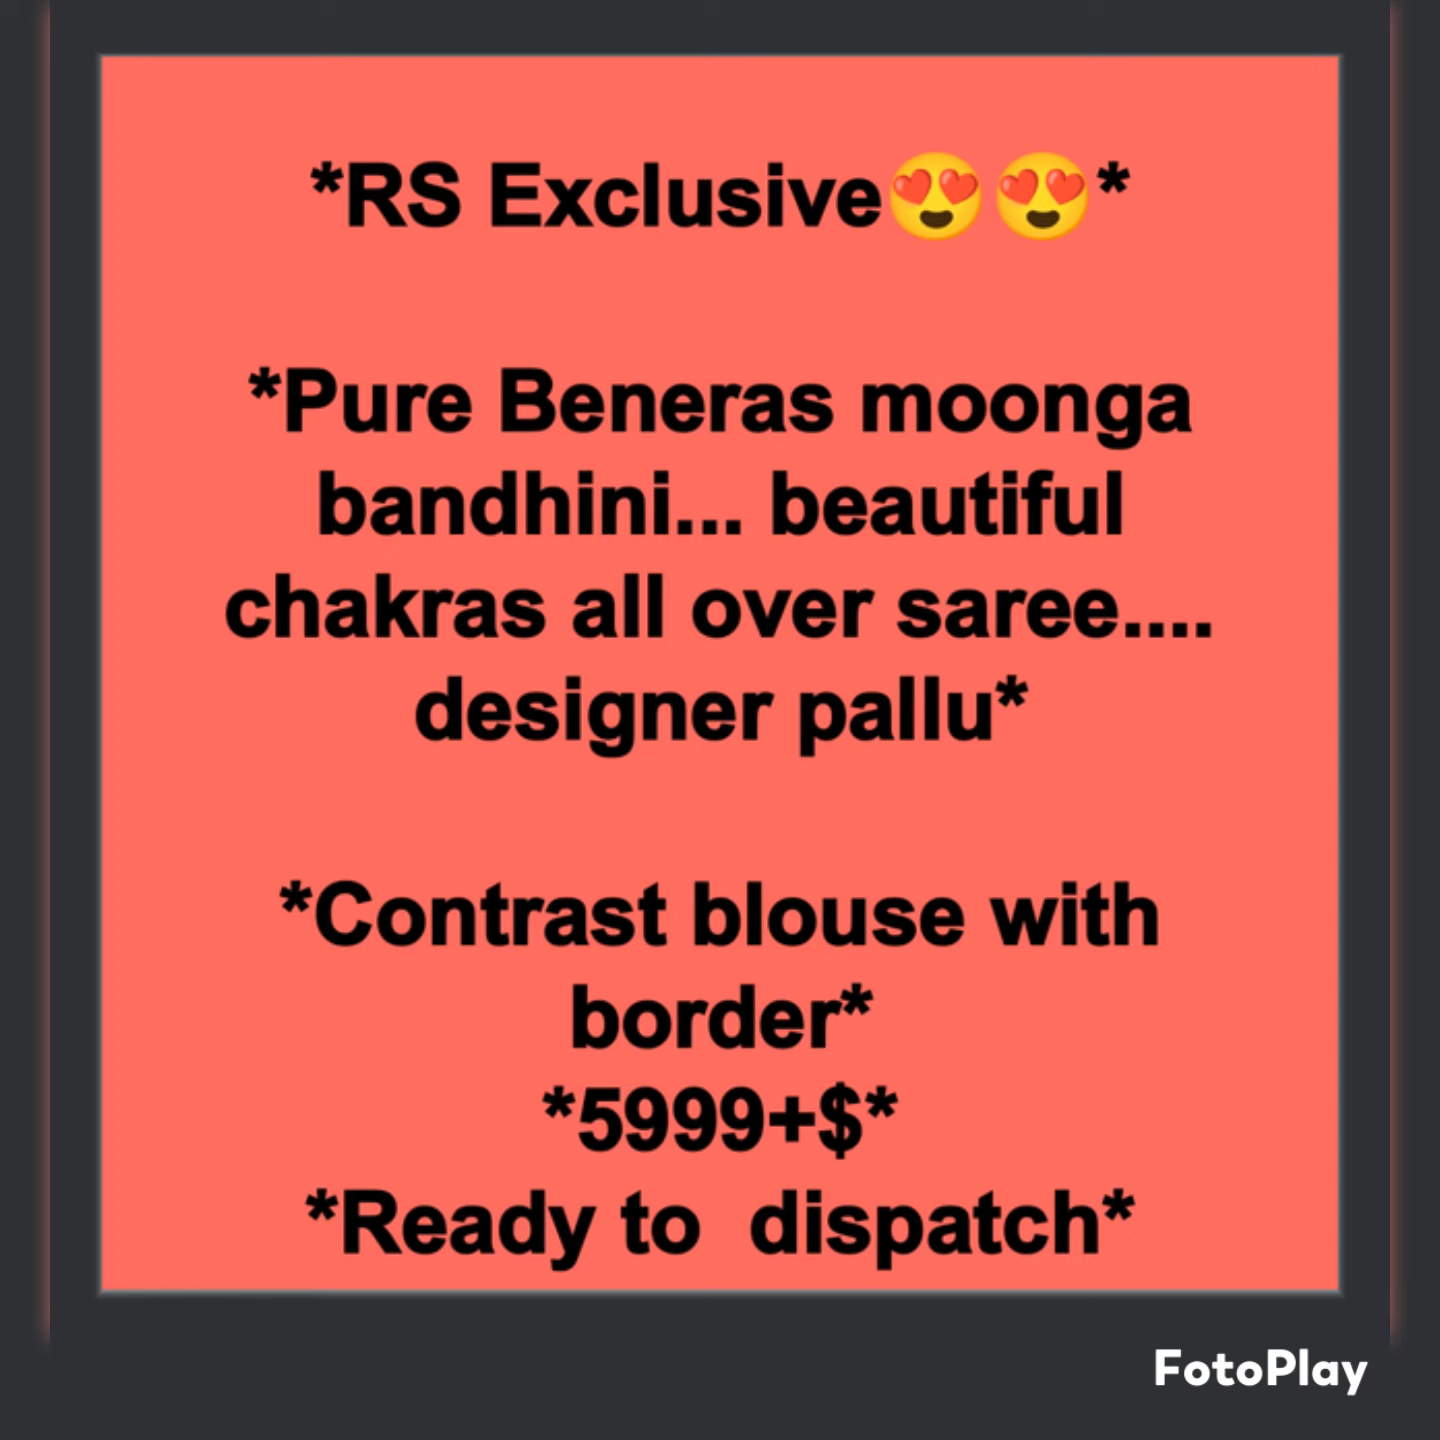 *RS Exclusive😍😍*
*Pure Beneras moonga
bandhini... beautiful
chakras all over saree....
designer pallu*
*Contrast blouse with
border*
*5999+$*
*Ready to  dispatch*
FotoPlay